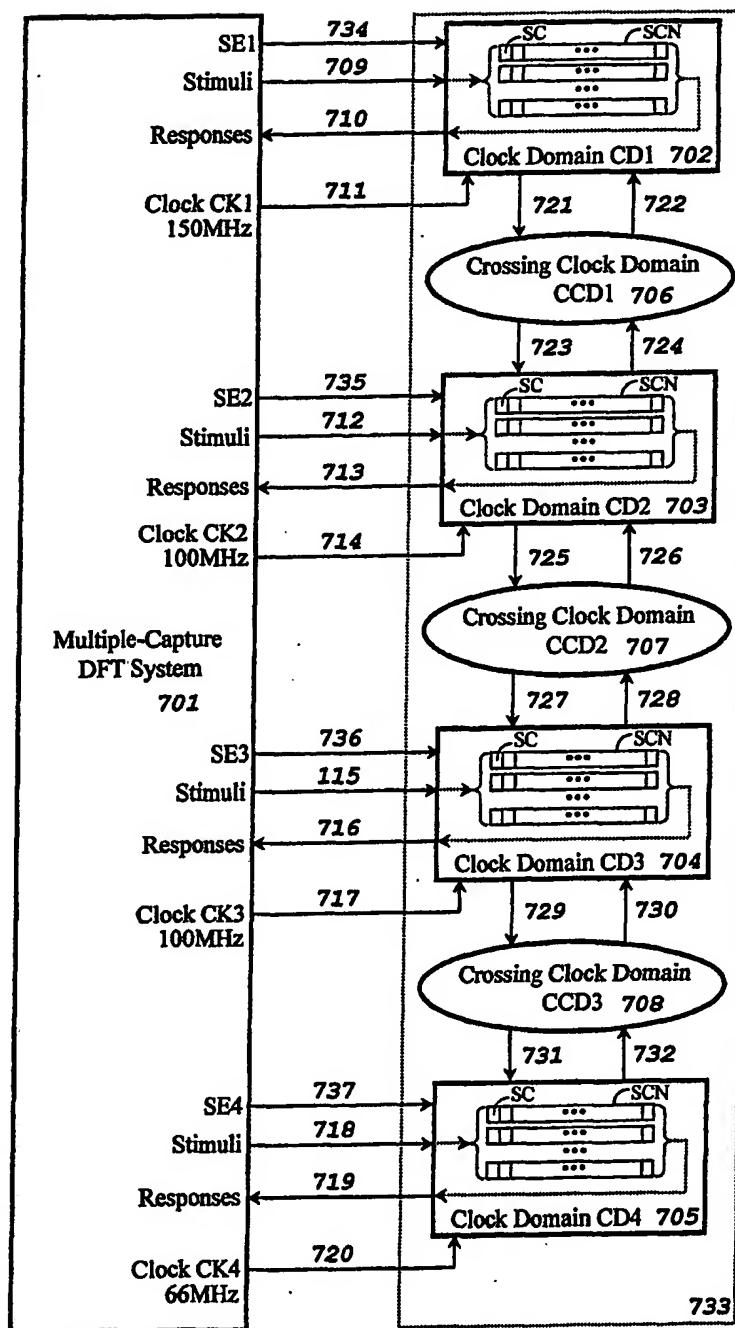 SE1 734 SC SCN
Stimuli 709
Responses 710
Clock Domain CD1 702
Clock CK1 711
150MHz
721 722
Crossing Clock Domain
CCD1 706
723 724
SE2 735 SC SCN
Stimuli 712
Responses 713
Clock Domain CD2 703
Clock CK2 714
100MHz
725 726
Crossing Clock Domain
CCD2 707
Multiple-Capture
DFT System
701
727 728
SE3 736 SC SCN
Stimuli 115
Responses 716
Clock Domain CD3 704
Clock CK3 717
100MHz
729 730
Crossing Clock Domain
CCD3 708
731 732
SE4 737 SC SCN
Stimuli 718
Responses 719
Clock Domain CD4 705
Clock CK4 720
66MHz
733